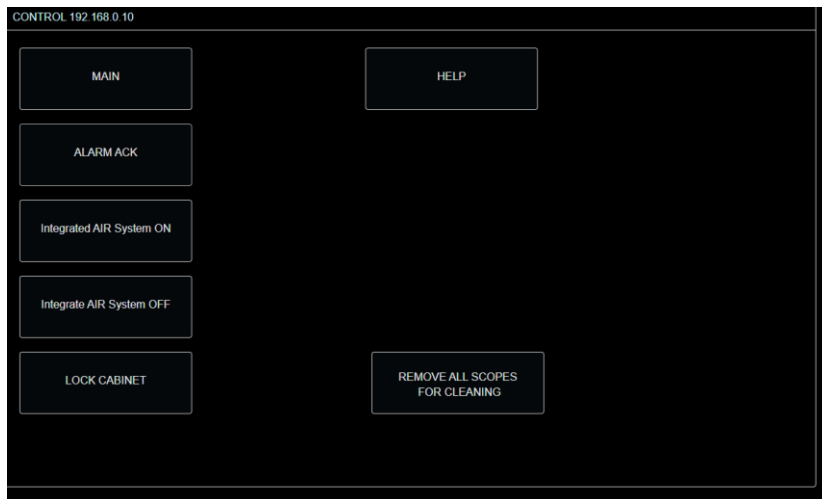 CONTROL 192.168.0.10
MAIN
HELP
ALARM ACK
Integrated AIR System ON
Integrate AIR System OFF
LOCK CABINET
REMOVE ALL SCOPES
FOR CLEANING